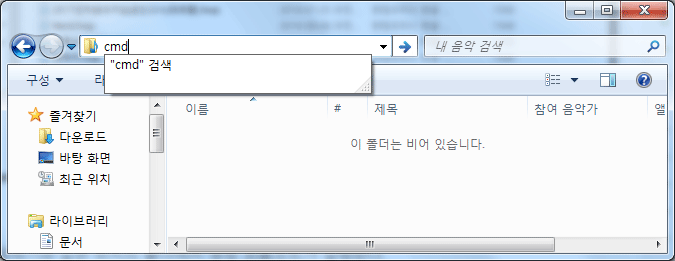 cmd
내 음악 검색
"cmd" 검색
구성
이름 # 제목 참여 음악가 앨
즐겨찾기
다운로드
바탕 화면
최근 위치
라이브러리
문서
이 폴더는 비어 있습니다.